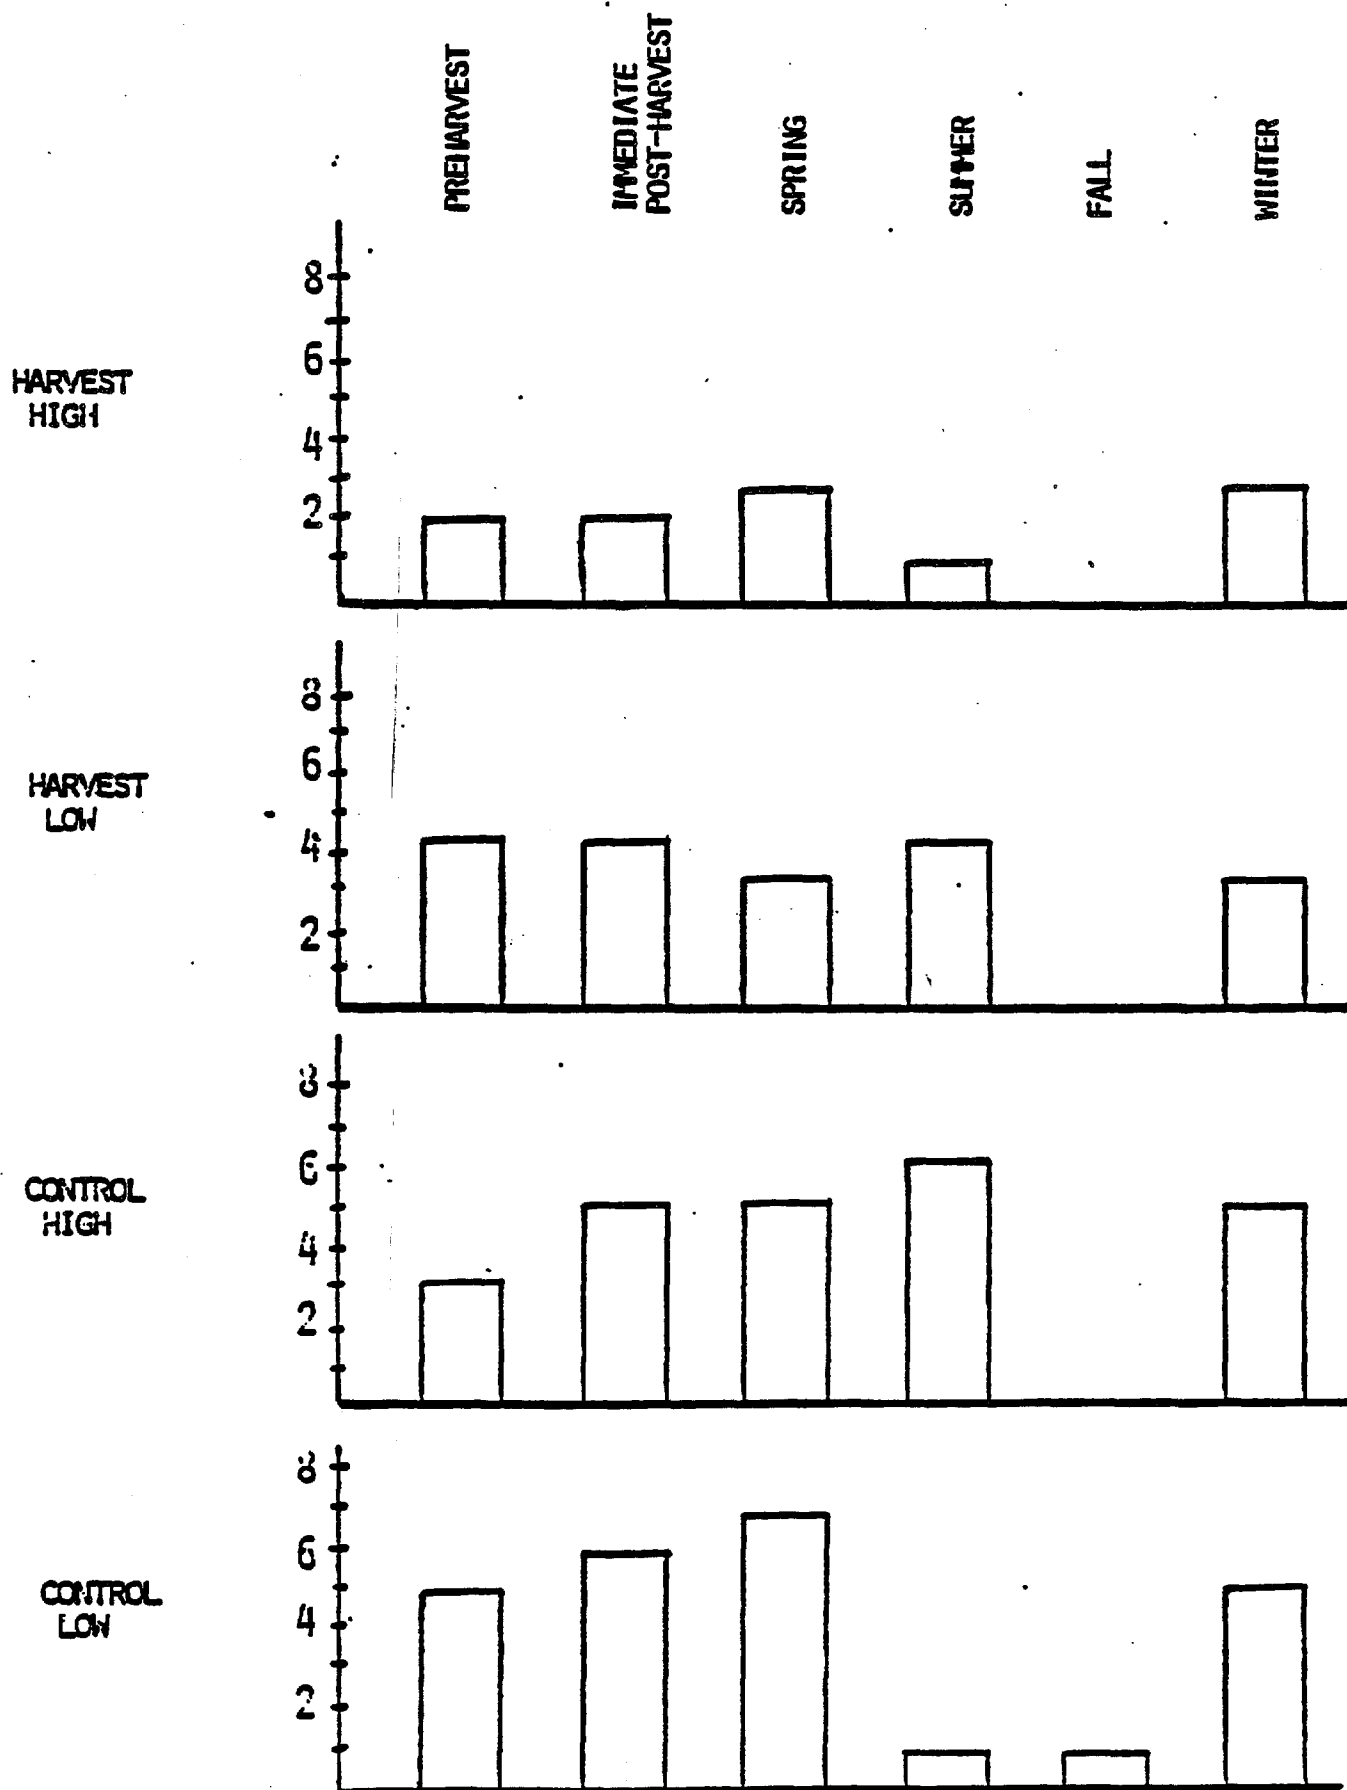 PREHARVEST
IMMEDIATE
POST-HARVEST
SPRING
SUMMER
FALL
WINTER
HARVEST
HIGH
8
6
4
2
HARVEST
LOW
8
6
4
2
CONTROL
HIGH
8
6
4
2
CONTROL
LOW
8
6
4
2